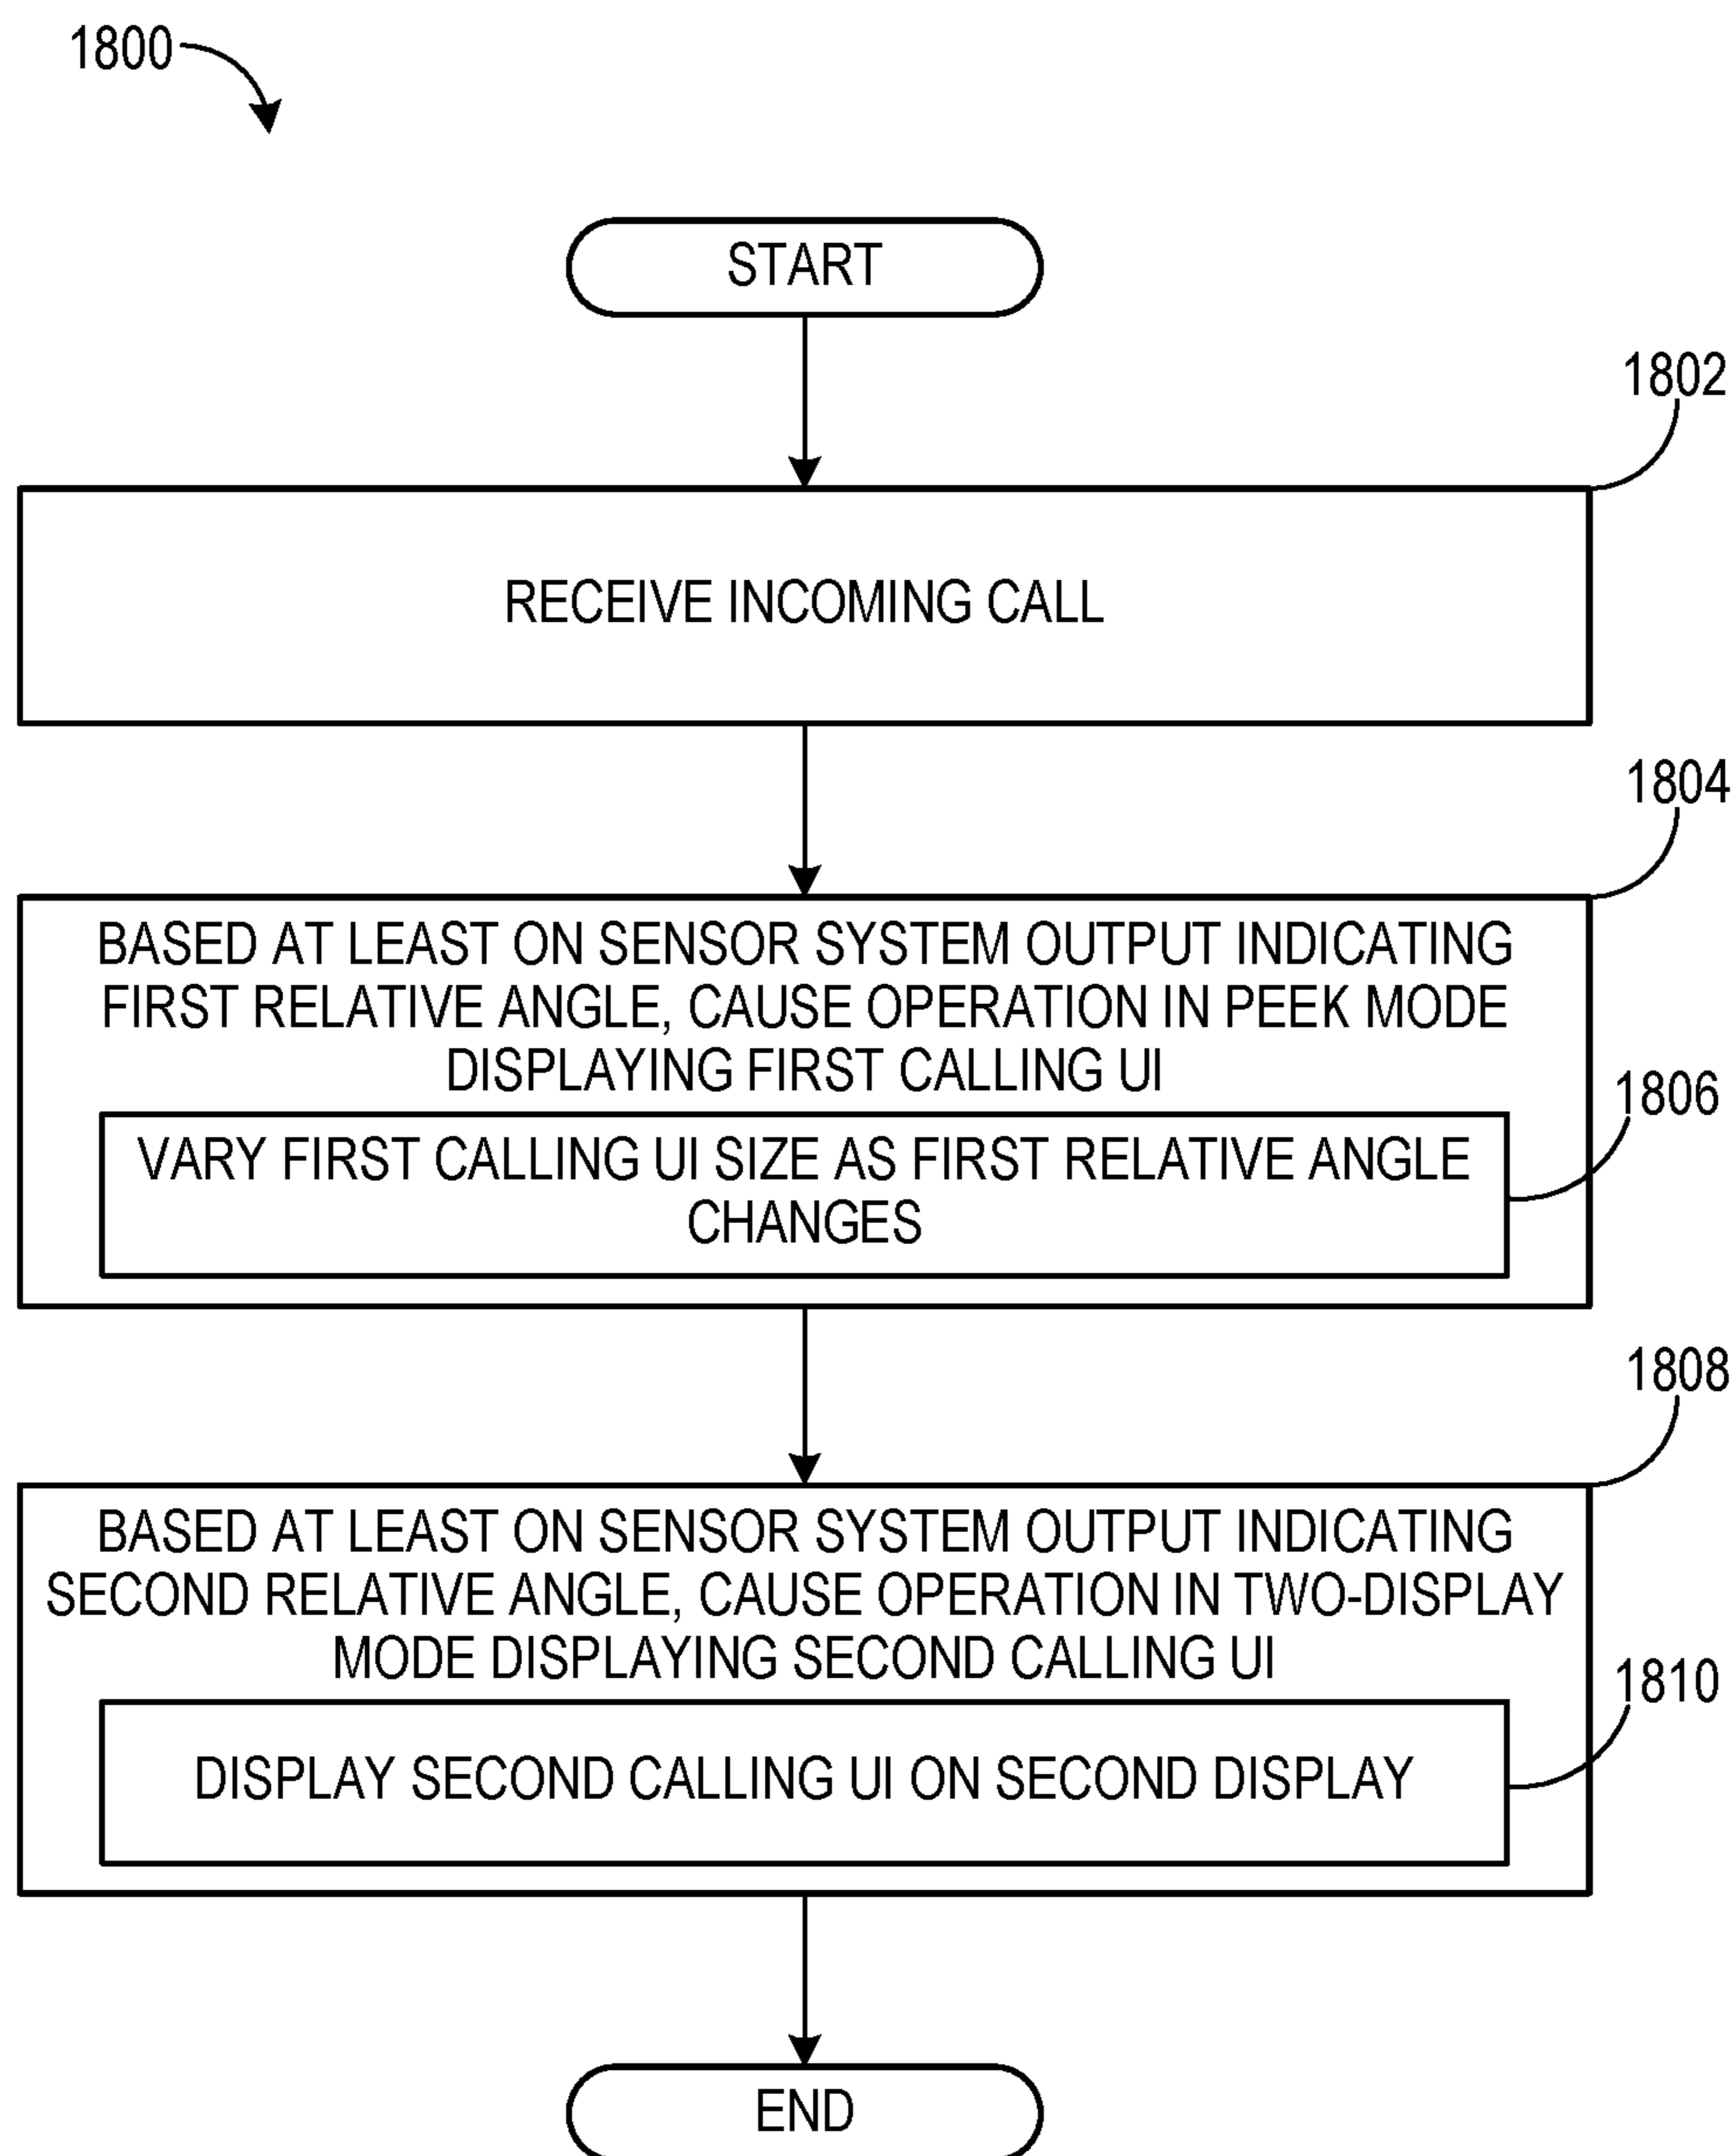 1800
START
1802
RECEIVE INCOMING CALL
1804
BASED AT LEAST ON SENSOR SYSTEM OUTPUT INDICATING
FIRST RELATIVE ANGLE, CAUSE OPERATION IN PEEK MODE
DISPLAYING FIRST CALLING UI
1806
VARY FIRST CALLING UI SIZE AS FIRST RELATIVE ANGLE
CHANGES
1808
BASED AT LEAST ON SENSOR SYSTEM OUTPUT INDICATING
SECOND RELATIVE ANGLE, CAUSE OPERATION IN TWO-DISPLAY
MODE DISPLAYING SECOND CALLING UI
1810
DISPLAY SECOND CALLING UI ON SECOND DISPLAY
END